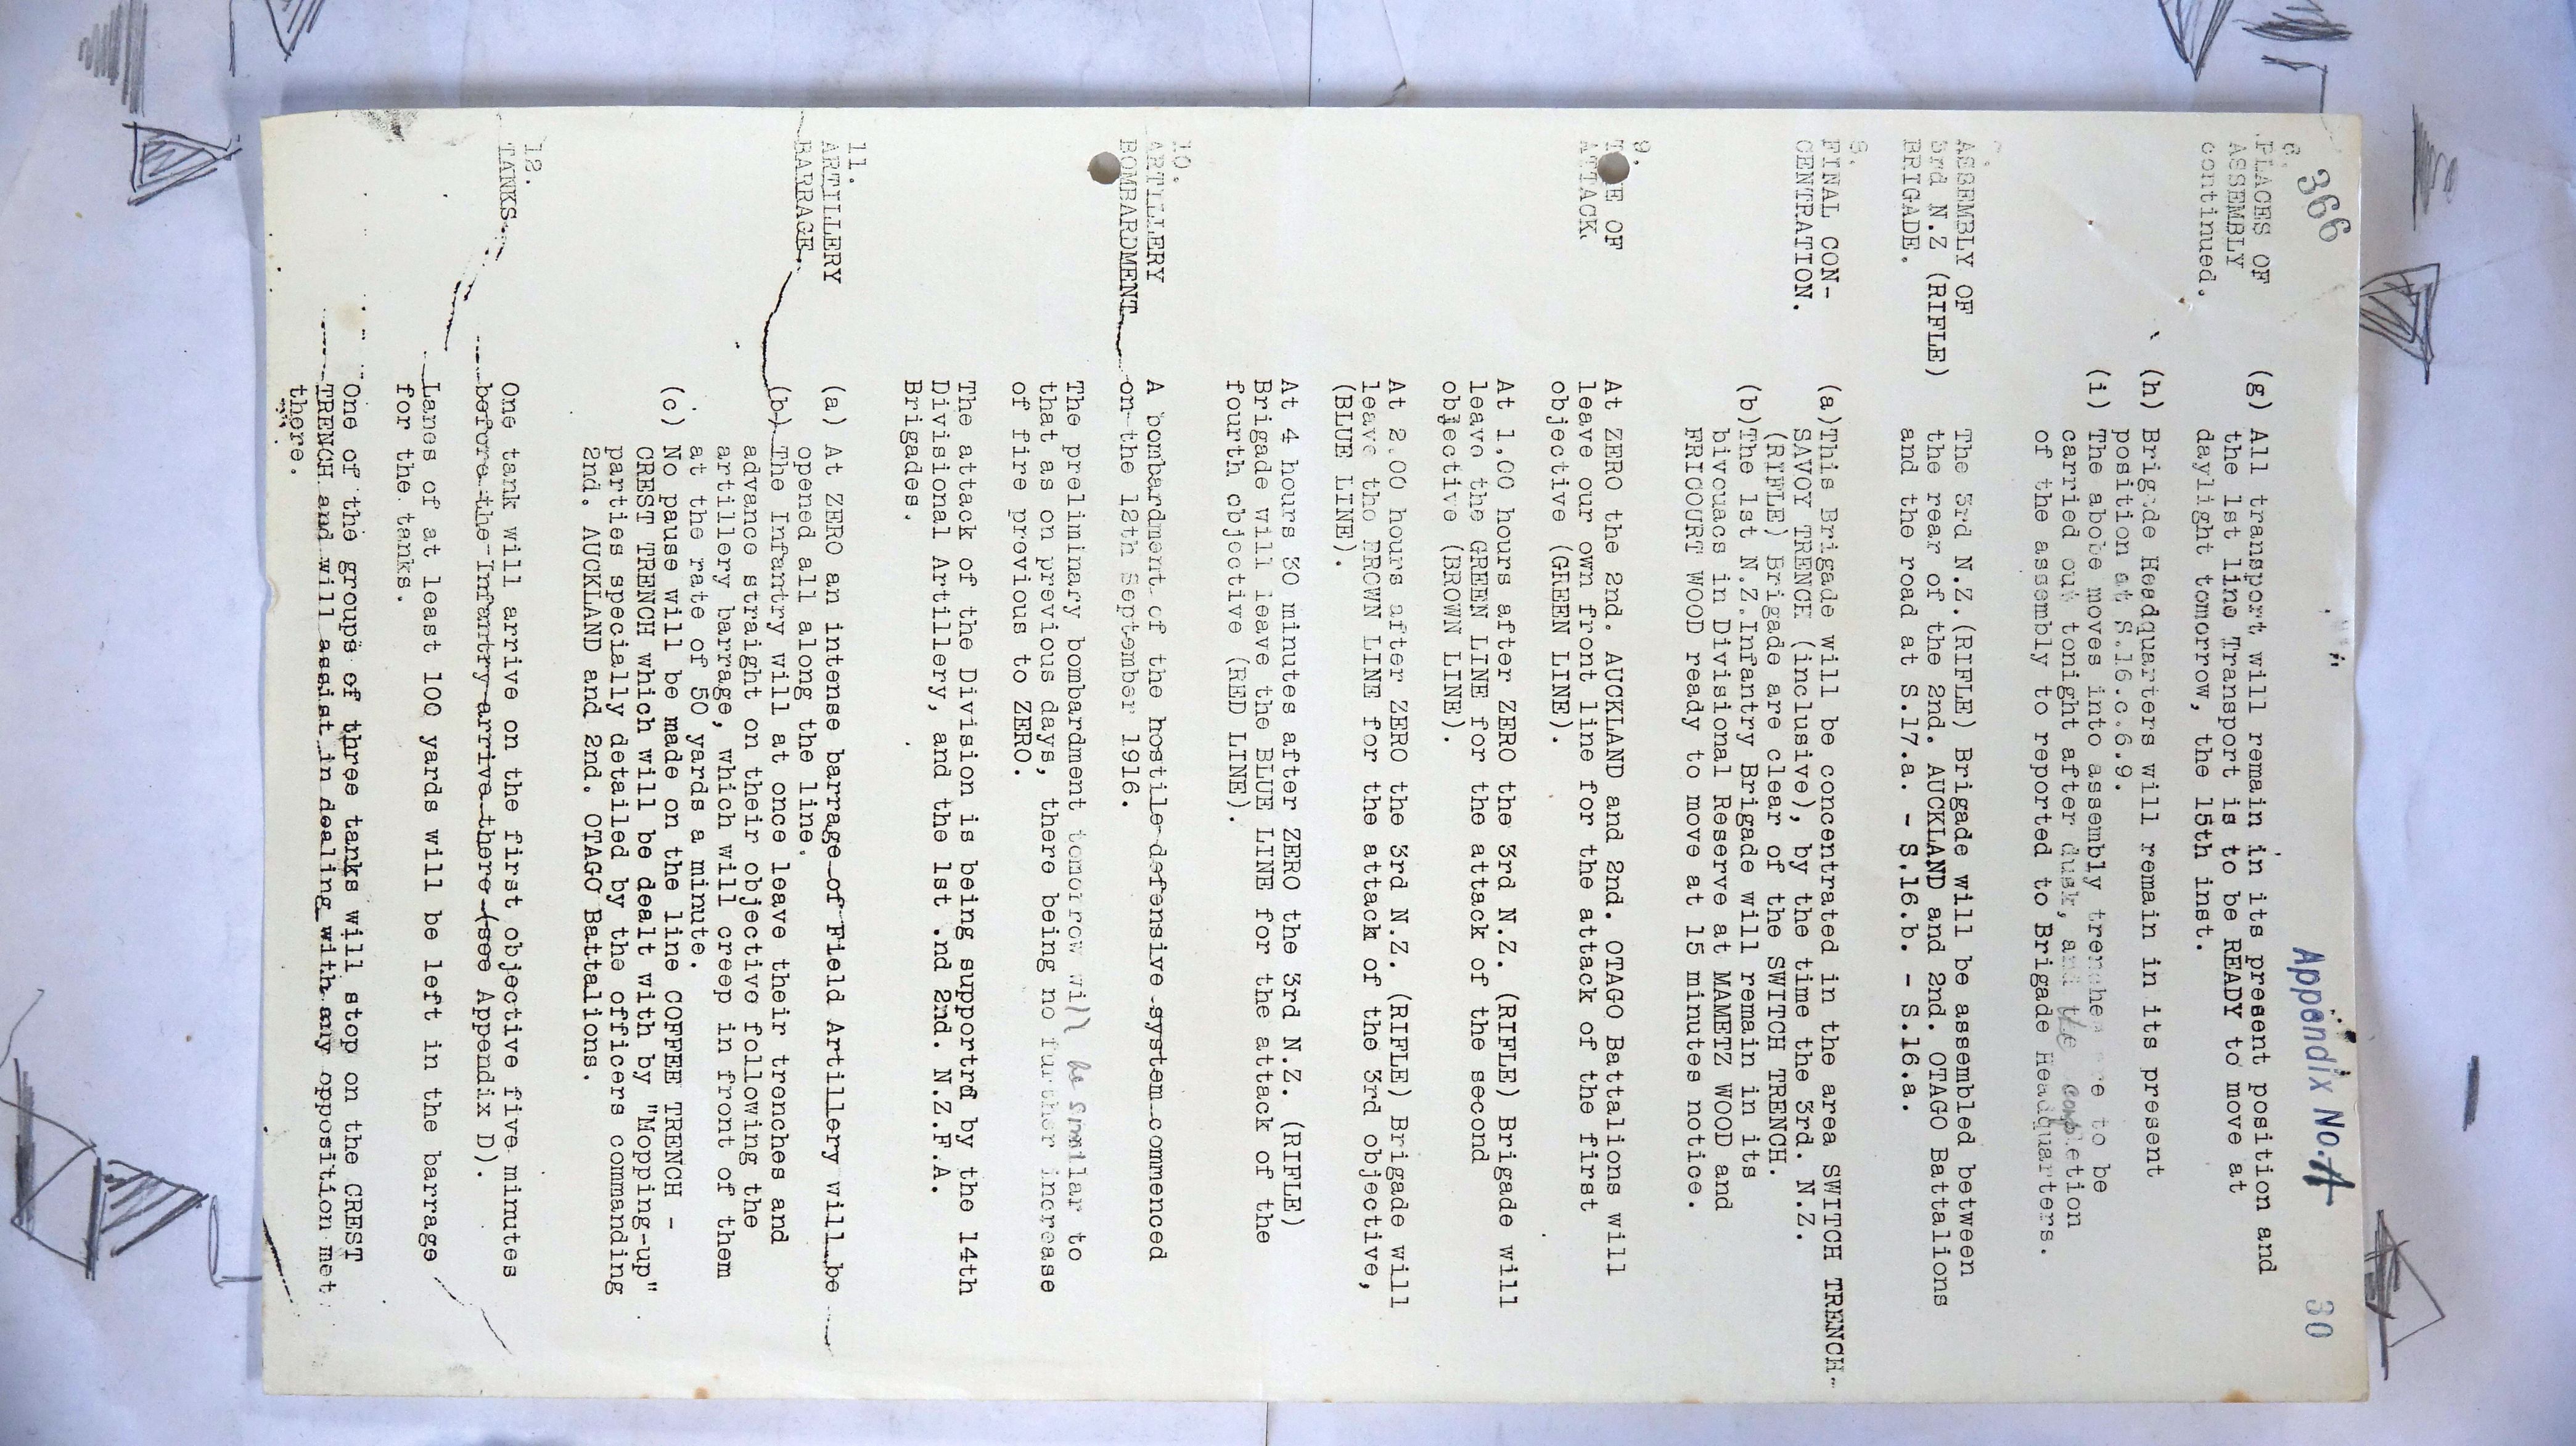 366
Appendix No. 4
30
6.
PLACES OF
ASSEMBLY
continued.
(g) All transport will remain in its present position and
the 1st line Transport is to be READY to move at
daylight tomorrow, the 15th inst.
(h) Brigade Headquarters will remain in its present
position at S.16.c.6.9.
(i) The above moves into assembly trenches are to be
carried out tonight after dusk, and the completion
of the assembly to reported to Brigade Headquarters.
7.
ASSEMBLY OF
3rd N.Z (RIFLE)
BRIGADE.
The 3rd N.Z.(RIFLE) Brigade will be assembled between
the rear of the 2nd. AUCKLAND and 2nd. OTAGO Battalions
and the road at S.17.a. - S.16.b. - S.16.a.
8.
FINAL CON-
CENTRATION.
(a)This Brigade will be concentrated in the area SWITCH TRENCH-
SAVOY TRENCH (inclusive), by the time the 3rd. N.Z.
(RIFLE) Brigade are clear of the SWITCH TRENCH.
(b)The 1st N.Z.Infantry Brigade will remain in its
bivouacs in Divisional Reserve at MAMETZ WOOD and
FRICOURT WOOD ready to move at 15 minutes notice.
9.
OF
ATTACK.
At ZERO the 2nd. AUCKLAND and 2nd. OTAGO Battalions will
leave our own front line for the attack of the first
objective (GREEN LINE).
At 1.00 hours after ZERO the 3rd N.Z. (RIFLE) Brigade will
leave the GREEN LINE for the attack of the second
objective (BROWN LINE).
At 2.00 hours after ZERO the 3rd N.Z. (RIFLE) Brigade will
leave the BROWN LINE for the attack of the 3rd objective,
(BLUE LINE).
At 4 hours 30 minutes after ZERO the 3rd N.Z. (RIFLE)
Brigade will leave the BLUE LINE for the attack of the
fourth objective (RED LINE).
10.
ARTILLERY
BOMBARDMENT
A bombardment of the hostile defensive system commenced
on the 12th September 1916.
The preliminary bombardment tomorrow will be similar to
that as on previous days, there being no further increase
of fire previous to ZERO.
The attack of the Division is being supportrd by the 14th
Divisional Artillery, and the 1st .nd 2nd. N.Z.F.A.
Brigades.
11.
ARTILLERY
BARRAGE.
(a) At ZERO an intense barrage of Field Artillery will be
opened all along the line.
(b) The Infantry will at once leave their trenches and
advance straight on their objective following the
artillery barrage, which will creep in front of them
at the rate of 50 yards a minute.
(c) No pause will be made on the line COFFEE TRENCH -
CREST TRENCH which will be dealt with by "Mopping-up"
parties specially detailed by the officers commanding
2nd. AUCKLAND and 2nd. OTAGO Battalions.
12.
TANKS.
One tank will arrive on the first objective five minutes
before the Infantry arrive there (see Appendix D).
Lanes of at least 100 yards will be left in the barrage
for the tanks.
One of the groups of three tanks will stop on the CREST
TRENCH and will assist in dealing with any opposition met
there.